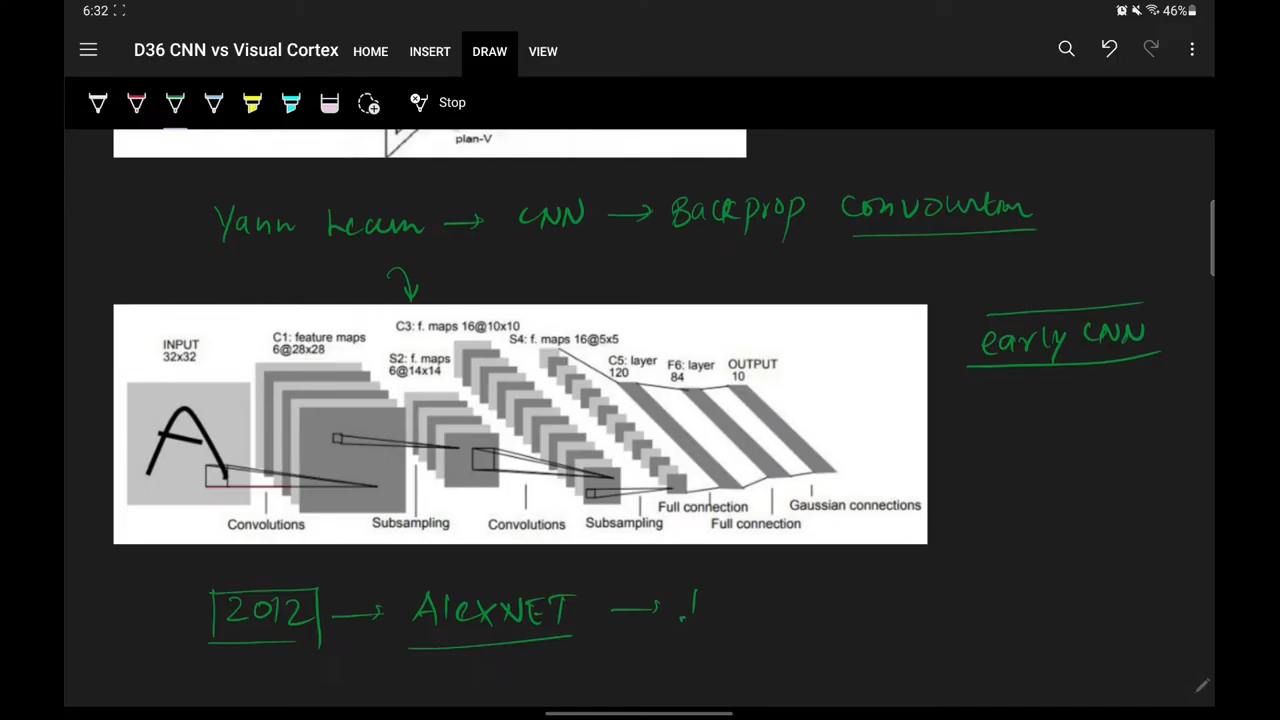 6:32
46%
D36 CNN vs Visual Cortex
HOME INSERT DRAW VIEW
Stop
plan-V
Yann Lecun → CNN → Backprop convolution
early CNN
INPUT
32x32
C1: feature maps
6@28x28
C3: f. maps 16@10x10
S2: f. maps
6@14x14
S4: f. maps 16@5x5
C5: layer
120
F6: layer
84
OUTPUT
10
A
Convolutions
Subsampling
Convolutions
Subsampling
Full connection
Full connection
Gaussian connections
2012 → AlexNET →